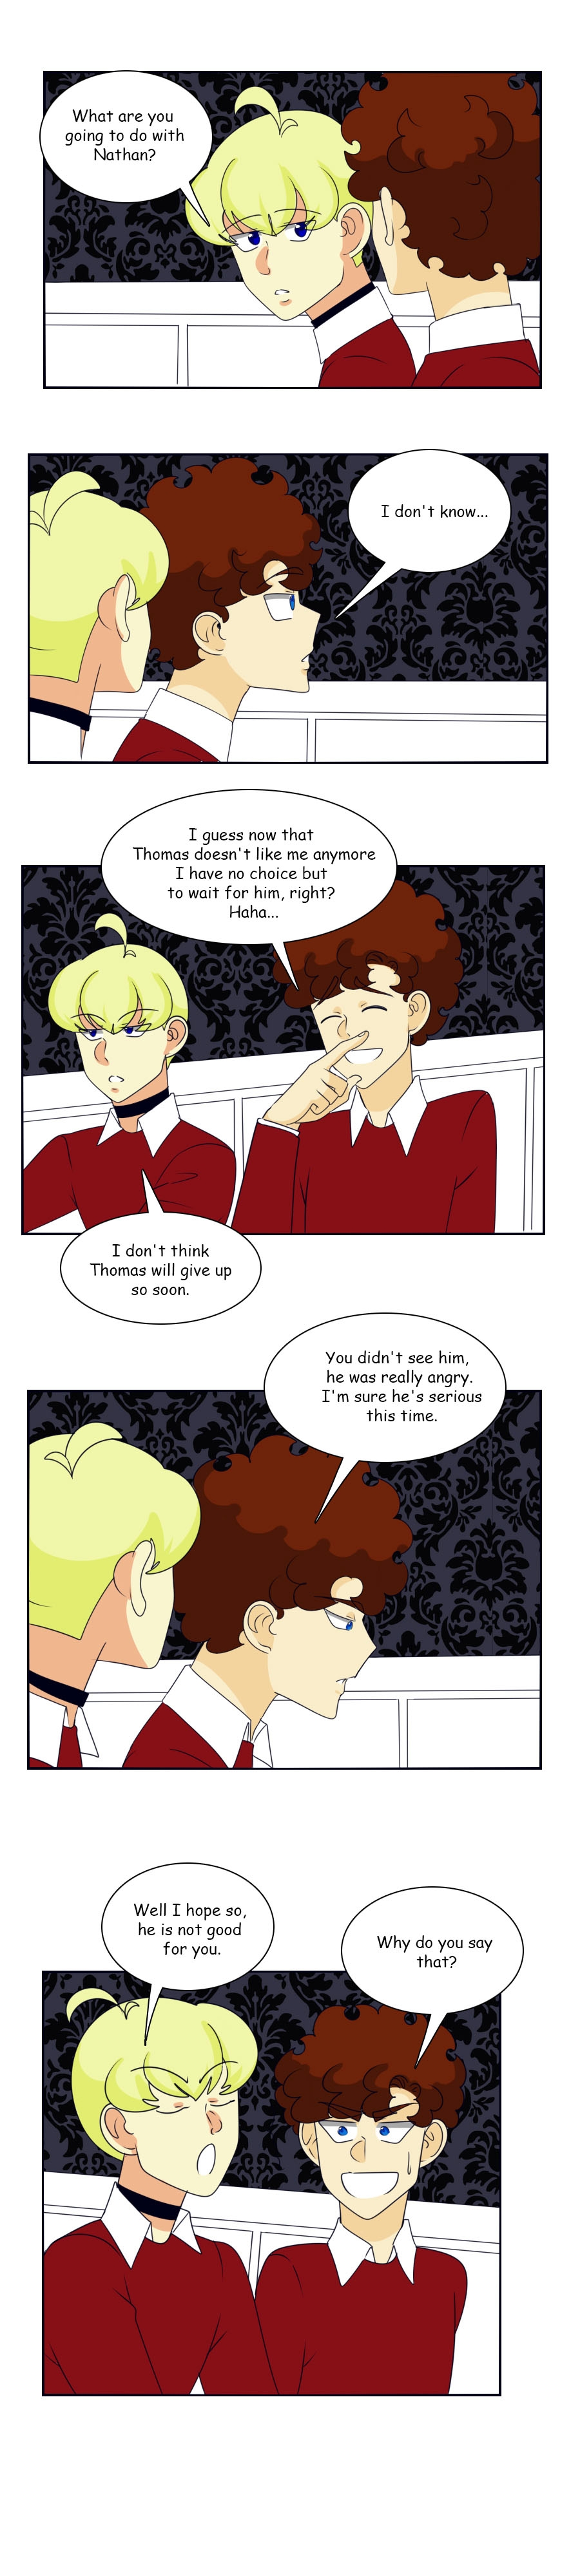 What are you
going to do with
Nathan?
I don't know...
I guess now that
Thomas doesn't like me anymore
I have no choice but
to wait for him, right?
Haha...
I don't think
Thomas will give up
so soon.
You didn't see him,
he was really angry.
I'm sure he's serious
this time.
Well I hope so,
he is not good
for you.
Why do you say
that?